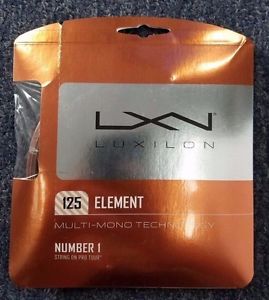 LXN
LUXILON
125 ELEMENT
MULTI-MONO TECHNOLOGY
NUMBER 1
STRING ON PRO TOUR